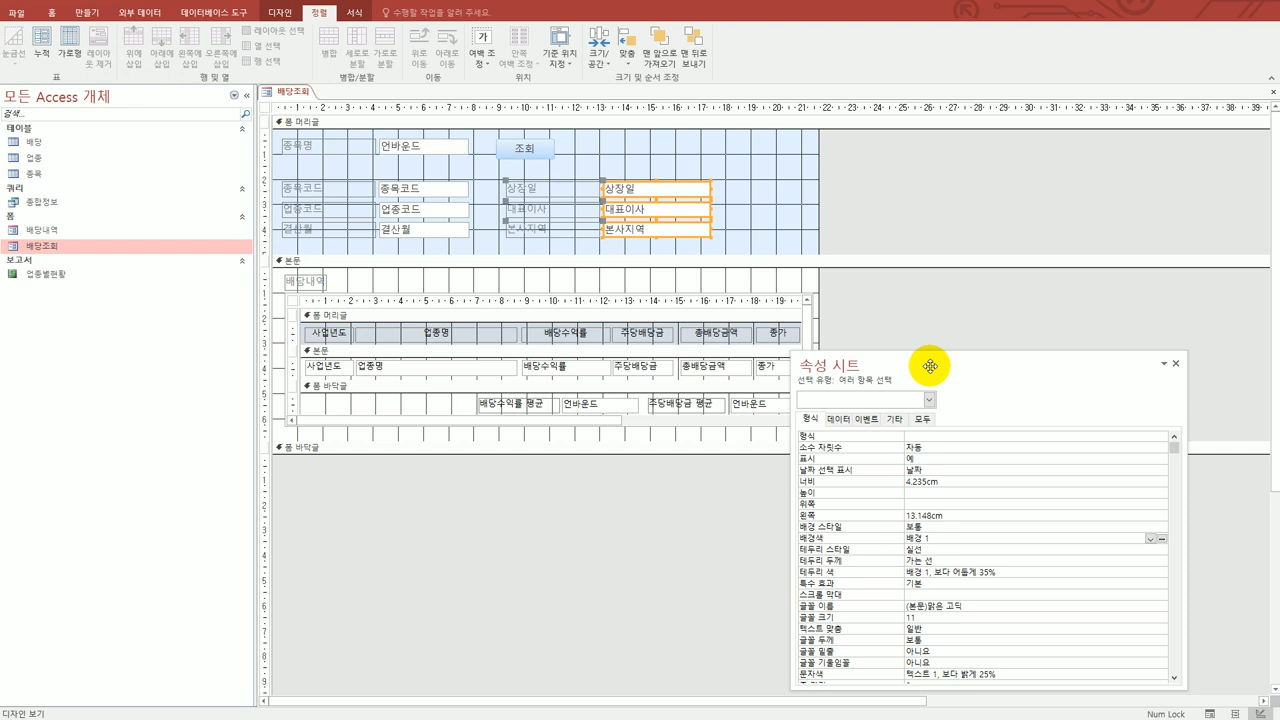 파일 홈 만들기 외부 데이터 데이터베이스 도구 디자인 정렬 서식 수행할 작업을 알려 주세요.
눈금선 누적 가로형 레이아웃 제거
표
위에 삽입 아래에 삽입 왼쪽에 삽입 오른쪽에 삽입
레이아웃 선택
열 선택
행 선택
행 및 열
병합 세로로 분할 가로로 분할
병합/분할
위로 이동 아래로 이동
이동
여백 조정 안쪽 여백 조정 기준 위치 지정
위치
크기/공간 맞춤 맨 앞으로 가져오기 맨 뒤로 보내기
크기 및 순서 조정
모든 Access 개체
검색...
테이블
배당
업종
종목
쿼리
종합정보
폼
배당내역
배당조회
보고서
업종별현황
배당조회
폼 머리글
종목명 언바운드 조회
종목코드 종목코드 상장일 상장일
업종코드 업종코드 대표이사 대표이사
결산월 결산월 본사지역 본사지역
본문
배당내역
폼 머리글
사업년도 업종명 배당수익률 주당배당금 총배당금액 종가
본문
사업년도 업종명 배당수익률 주당배당금 총배당금액 종가
폼 바닥글
배당수익률 평균 언바운드 주당배당금 평균 언바운드
폼 바닥글
속성 시트
선택 유형: 여러 항목 선택
형식 데이터 이벤트 기타 모두
형식
소수 자릿수 자동
표시 예
날짜 선택 표시 날짜
너비 4.235cm
높이
위쪽
왼쪽 13.148cm
배경 스타일 보통
배경색 배경 1
테두리 스타일 실선
테두리 두께 가는 선
테두리 색 배경 1, 보다 어둡게 35%
특수 효과 기본
스크롤 막대
글꼴 이름 (본문)맑은 고딕
글꼴 크기 11
텍스트 맞춤 일반
글꼴 두께 보통
글꼴 밑줄 아니요
글꼴 기울임꼴 아니요
문자색 텍스트 1, 보다 밝게 25%
디자인 보기 Num Lock